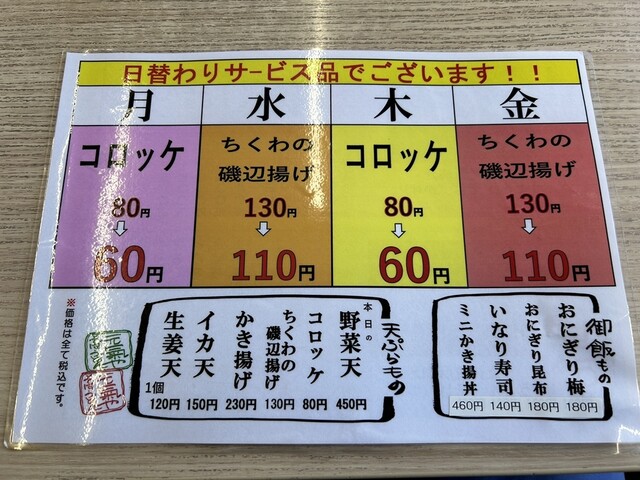 日替わりサービス品でございます！！
月
コロッケ
80円
60円
水
ちくわの
磯辺揚げ
130円
110円
木
コロッケ
80円
60円
金
ちくわの
磯辺揚げ
130円
110円
御飯もの
おにぎり梅 180円
おにぎり昆布 180円
いなり寿司 140円
ミニかき揚丼 460円
天ぷらもの
本日の
野菜天 450円
コロッケ 80円
ちくわの
磯辺揚げ 130円
かき揚げ 230円
イカ天 150円
生姜天 1個 120円
※価格は全て税込です。